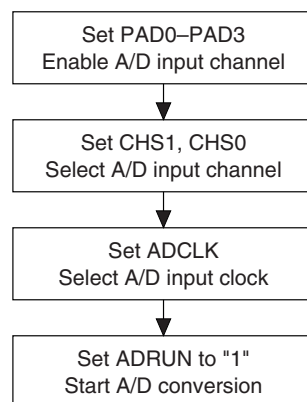 Set PAD0–PAD3
Enable A/D input channel
Set CHS1, CHS0
Select A/D input channel
Set ADCLK
Select A/D input clock
Set ADRUN to "1"
Start A/D conversion